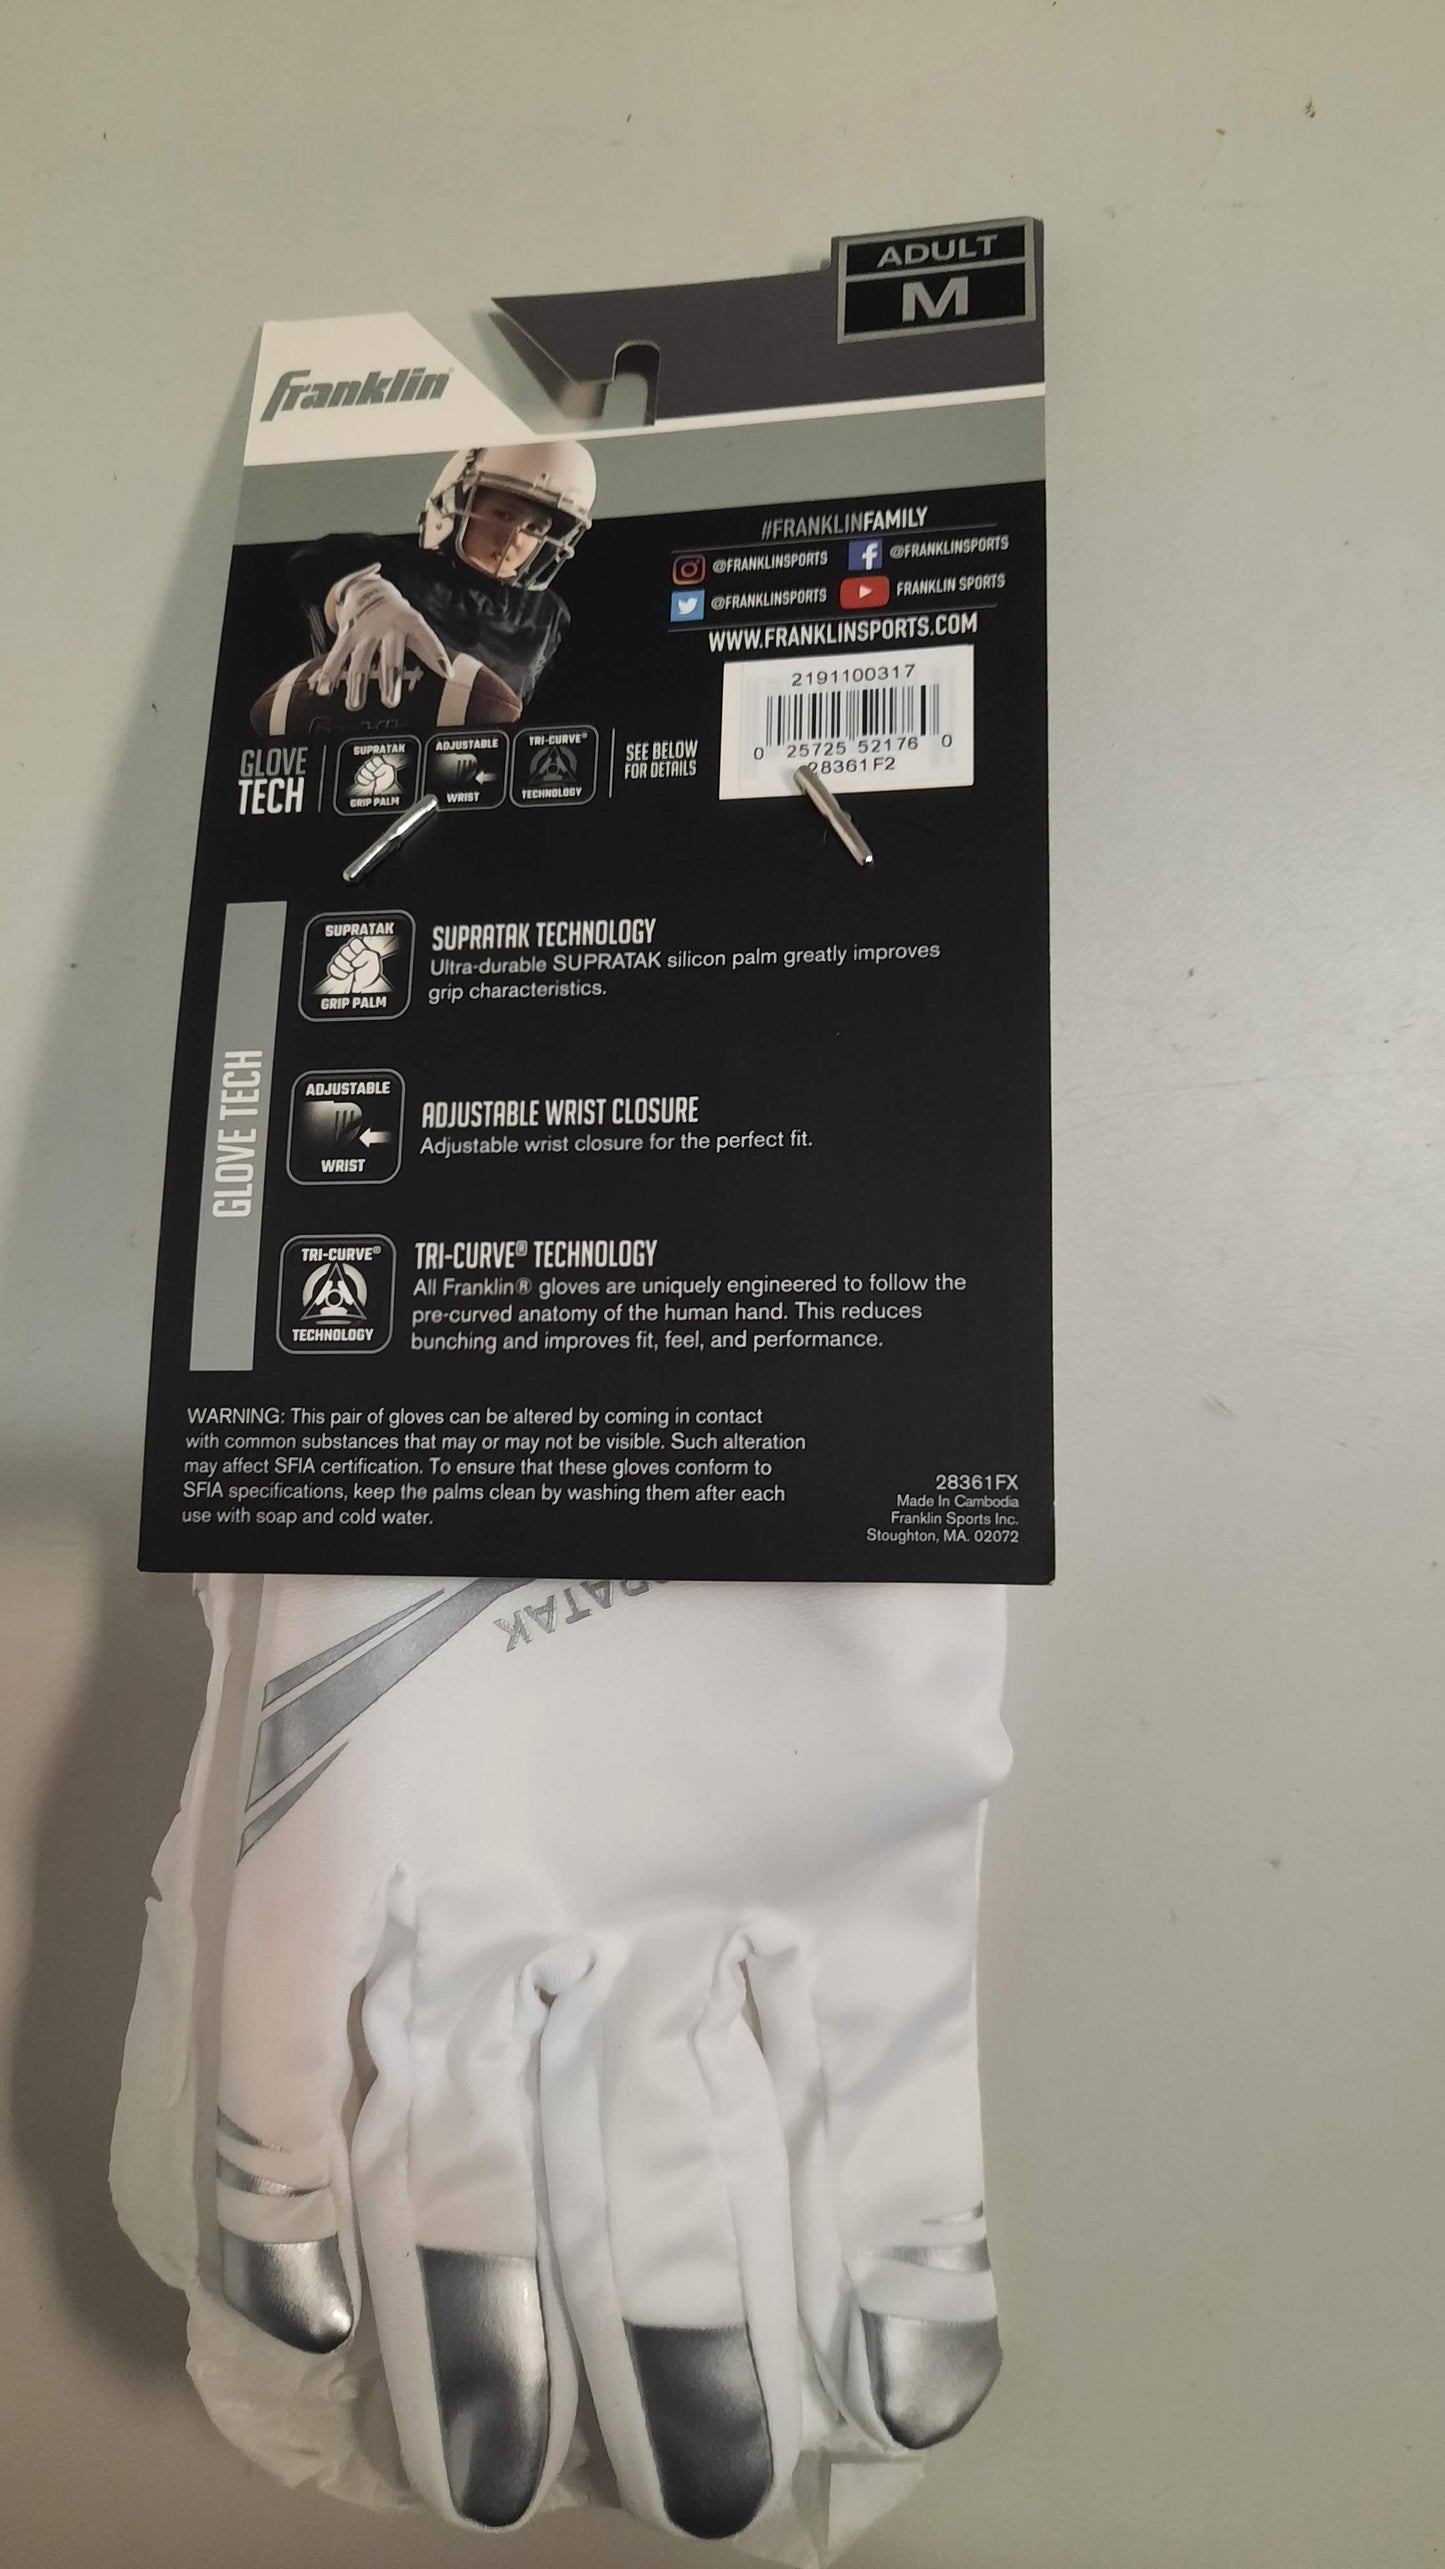 ADULT
M
Franklin
#FRANKLINFAMILY
@FRANKLINSPORTS @FRANKLINSPORTS
@FRANKLINSPORTS FRANKLIN SPORTS
WWW.FRANKLINSPORTS.COM
2191100317
0 25725 52176 0
28361F2
GLOVE
TECH
SUPRATAK
GRIP PALM
ADJUSTABLE
WRIST
TRI-CURVE®
TECHNOLOGY
SEE BELOW
FOR DETAILS
GLOVE TECH
SUPRATAK
GRIP PALM
SUPRATAK TECHNOLOGY
Ultra-durable SUPRATAK silicon palm greatly improves
grip characteristics.
ADJUSTABLE
WRIST
ADJUSTABLE WRIST CLOSURE
Adjustable wrist closure for the perfect fit.
TRI-CURVE®
TECHNOLOGY
TRI-CURVE® TECHNOLOGY
All Franklin® gloves are uniquely engineered to follow the
pre-curved anatomy of the human hand. This reduces
bunching and improves fit, feel, and performance.
WARNING: This pair of gloves can be altered by coming in contact
with common substances that may or may not be visible. Such alteration
may affect SFIA certification. To ensure that these gloves conform to
SFIA specifications, keep the palms clean by washing them after each
use with soap and cold water.
28361FX
Made In Cambodia
Franklin Sports Inc.
Stoughton, MA. 02072
RATAK